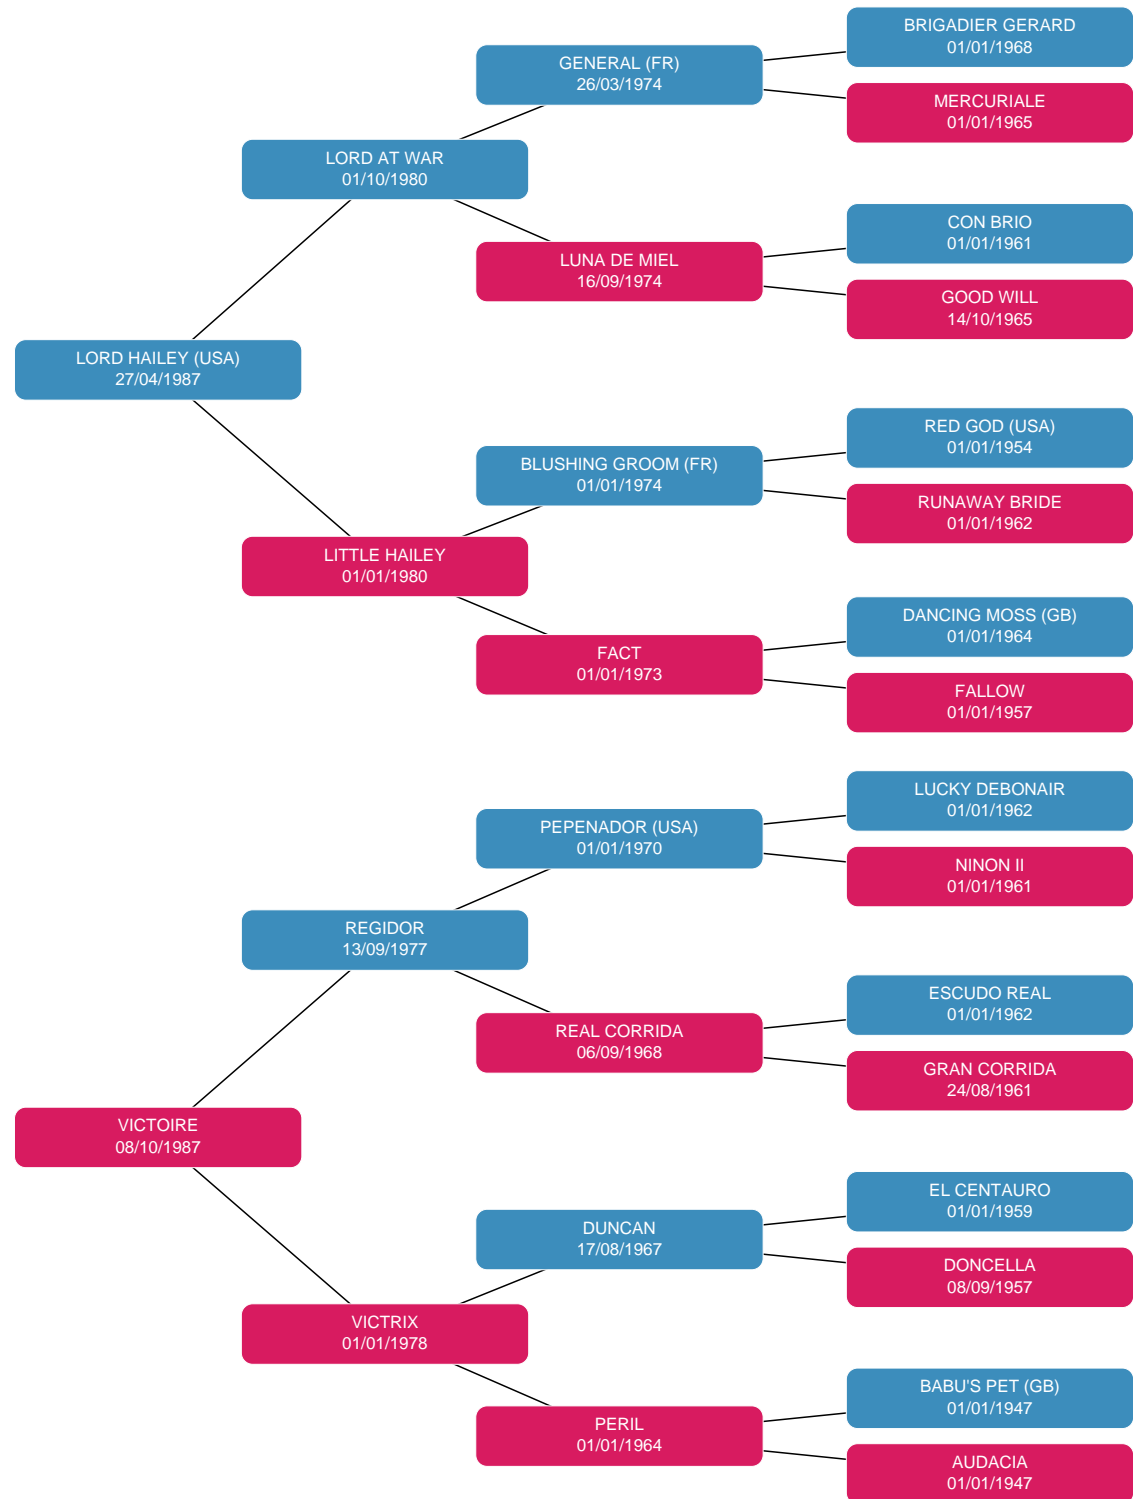 BRIGADIER GERARD
01/01/1968
GENERAL (FR)
26/03/1974
MERCURIALE
01/01/1965
LORD AT WAR
01/10/1980
CON BRIO
01/01/1961
LUNA DE MIEL
16/09/1974
GOOD WILL
14/10/1965
LORD HAILEY (USA)
27/04/1987
RED GOD (USA)
01/01/1954
BLUSHING GROOM (FR)
01/01/1974
RUNAWAY BRIDE
01/01/1962
LITTLE HAILEY
01/01/1980
DANCING MOSS (GB)
01/01/1964
FACT
01/01/1973
FALLOW
01/01/1957
LUCKY DEBONAIR
01/01/1962
PEPENADOR (USA)
01/01/1970
NINON II
01/01/1961
REGIDOR
13/09/1977
ESCUDO REAL
01/01/1962
REAL CORRIDA
06/09/1968
GRAN CORRIDA
24/08/1961
VICTOIRE
08/10/1987
EL CENTAURO
01/01/1959
DUNCAN
17/08/1967
DONCELLA
08/09/1957
VICTRIX
01/01/1978
BABU'S PET (GB)
01/01/1947
PERIL
01/01/1964
AUDACIA
01/01/1947